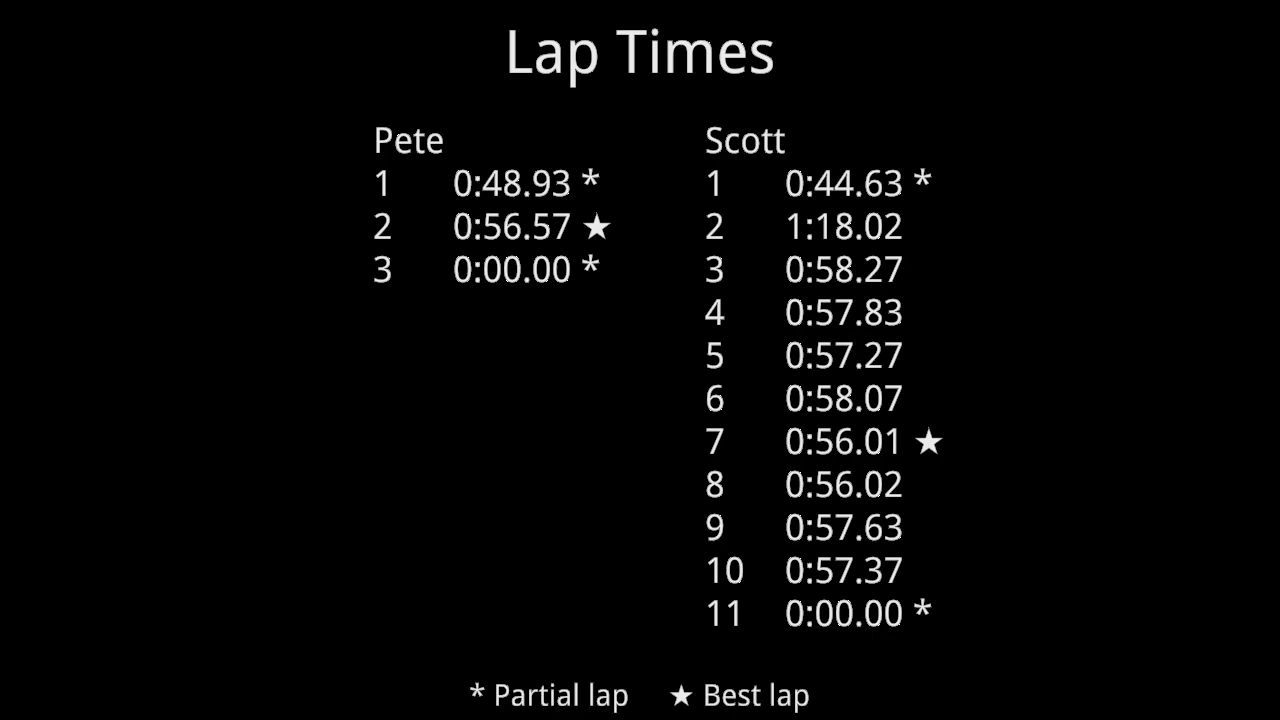 Lap Times
Pete
1 0:48.93 *
2 0:56.57 ★
3 0:00.00 *
Scott
1 0:44.63 *
2 1:18.02
3 0:58.27
4 0:57.83
5 0:57.27
6 0:58.07
7 0:56.01 ★
8 0:56.02
9 0:57.63
10 0:57.37
11 0:00.00 *
* Partial lap ★ Best lap